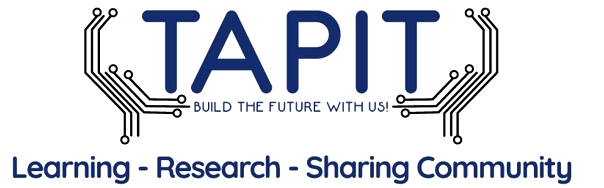 TAPIT
BUILD THE FUTURE WITH US!
Learning - Research - Sharing Community